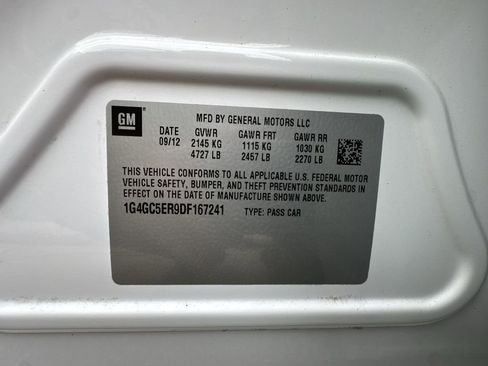 GM
MFD BY GENERAL MOTORS LLC
DATE GVWR GAWR FRT GAWR RR
09/12 2145 KG 1115 KG 1030 KG
4727 LB 2457 LB 2270 LB
THIS VEHICLE CONFORMS TO ALL APPLICABLE U.S. FEDERAL MOTOR
VEHICLE SAFETY, BUMPER, AND THEFT PREVENTION STANDARDS IN
EFFECT ON THE DATE OF MANUFACTURE SHOWN ABOVE.
1G4GC5ER9DF167241 TYPE: PASS CAR